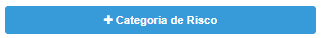 + Categoria de Risco